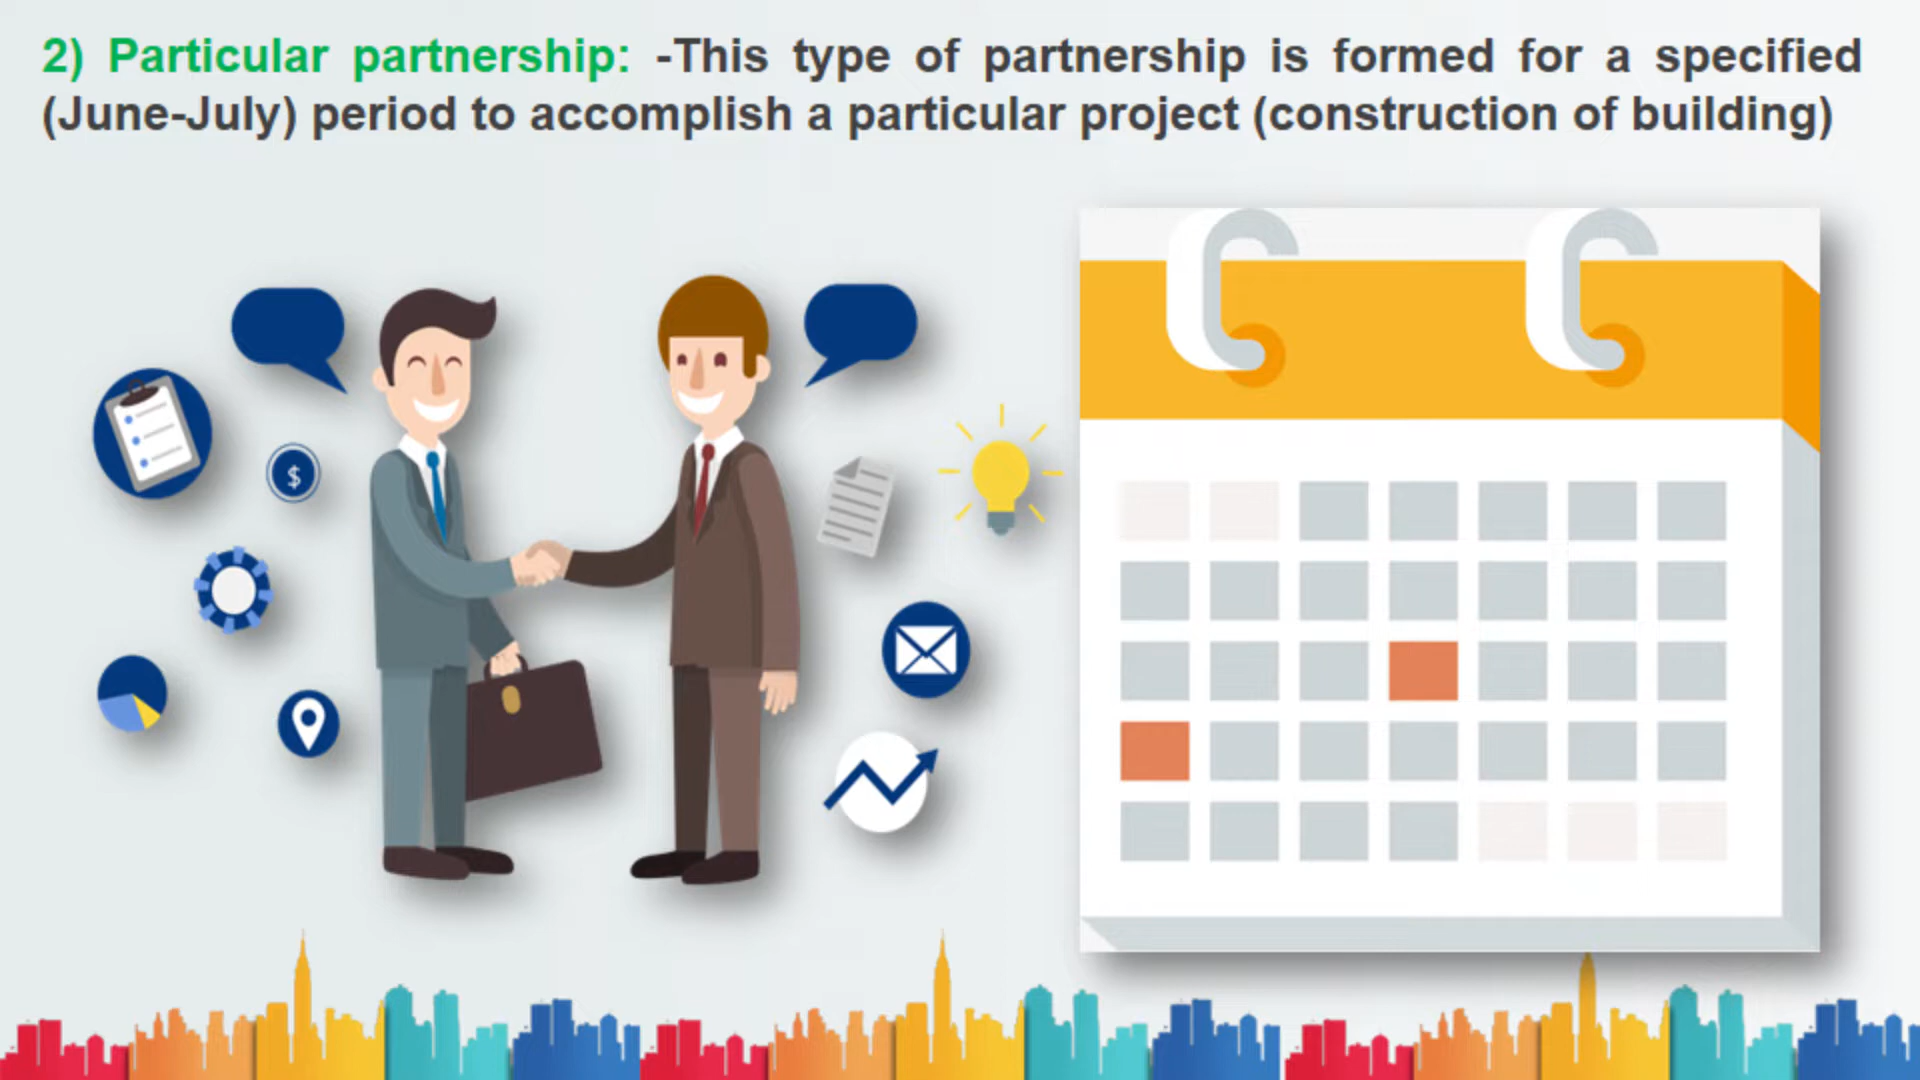 2) Particular partnership: -This type of partnership is formed for a specified
(June-July) period to accomplish a particular project (construction of building)
$